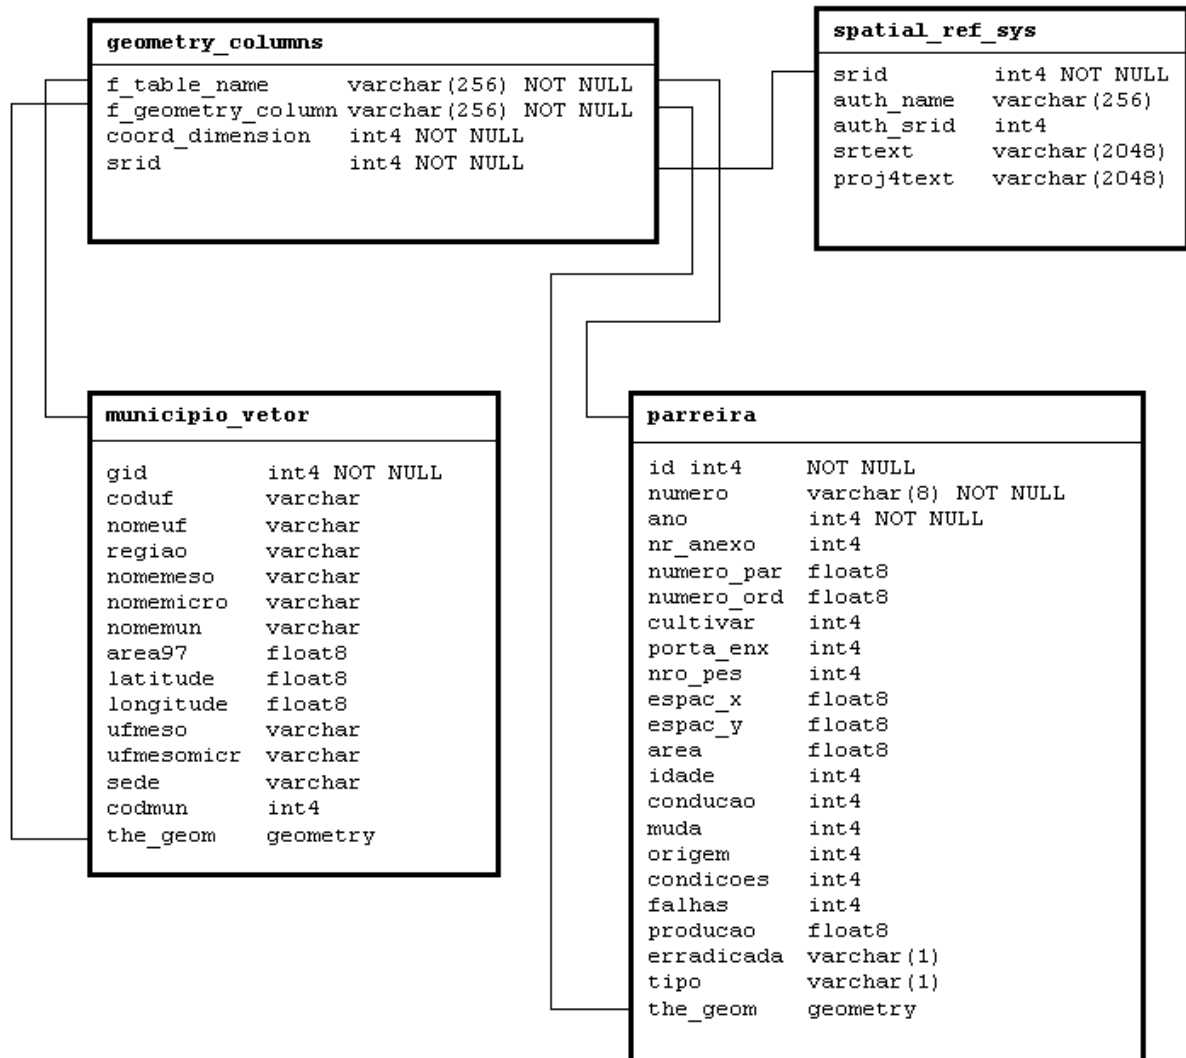 geometry_columns
f_table_name varchar(256) NOT NULL
f_geometry_column varchar(256) NOT NULL
coord_dimension int4 NOT NULL
srid int4 NOT NULL
spatial_ref_sys
srid int4 NOT NULL
auth_name varchar(256)
auth_srid int4
srtext varchar(2048)
proj4text varchar(2048)
municipio_vetor
gid int4 NOT NULL
coduf varchar
nomeuf varchar
regiao varchar
nomemeso varchar
nomemicro varchar
nomemun varchar
area97 float8
latitude float8
longitude float8
ufmeso varchar
ufmesomicr varchar
sede varchar
codmun int4
the_geom geometry
parreira
id int4 NOT NULL
numero varchar(8) NOT NULL
ano int4 NOT NULL
nr_anexo int4
numero_par float8
numero_ord float8
cultivar int4
porta_enx int4
nro_pes int4
espac_x float8
espac_y float8
area float8
idade int4
conducao int4
muda int4
origem int4
condicoes int4
falhas int4
producao float8
erradicada varchar(1)
tipo varchar(1)
the_geom geometry